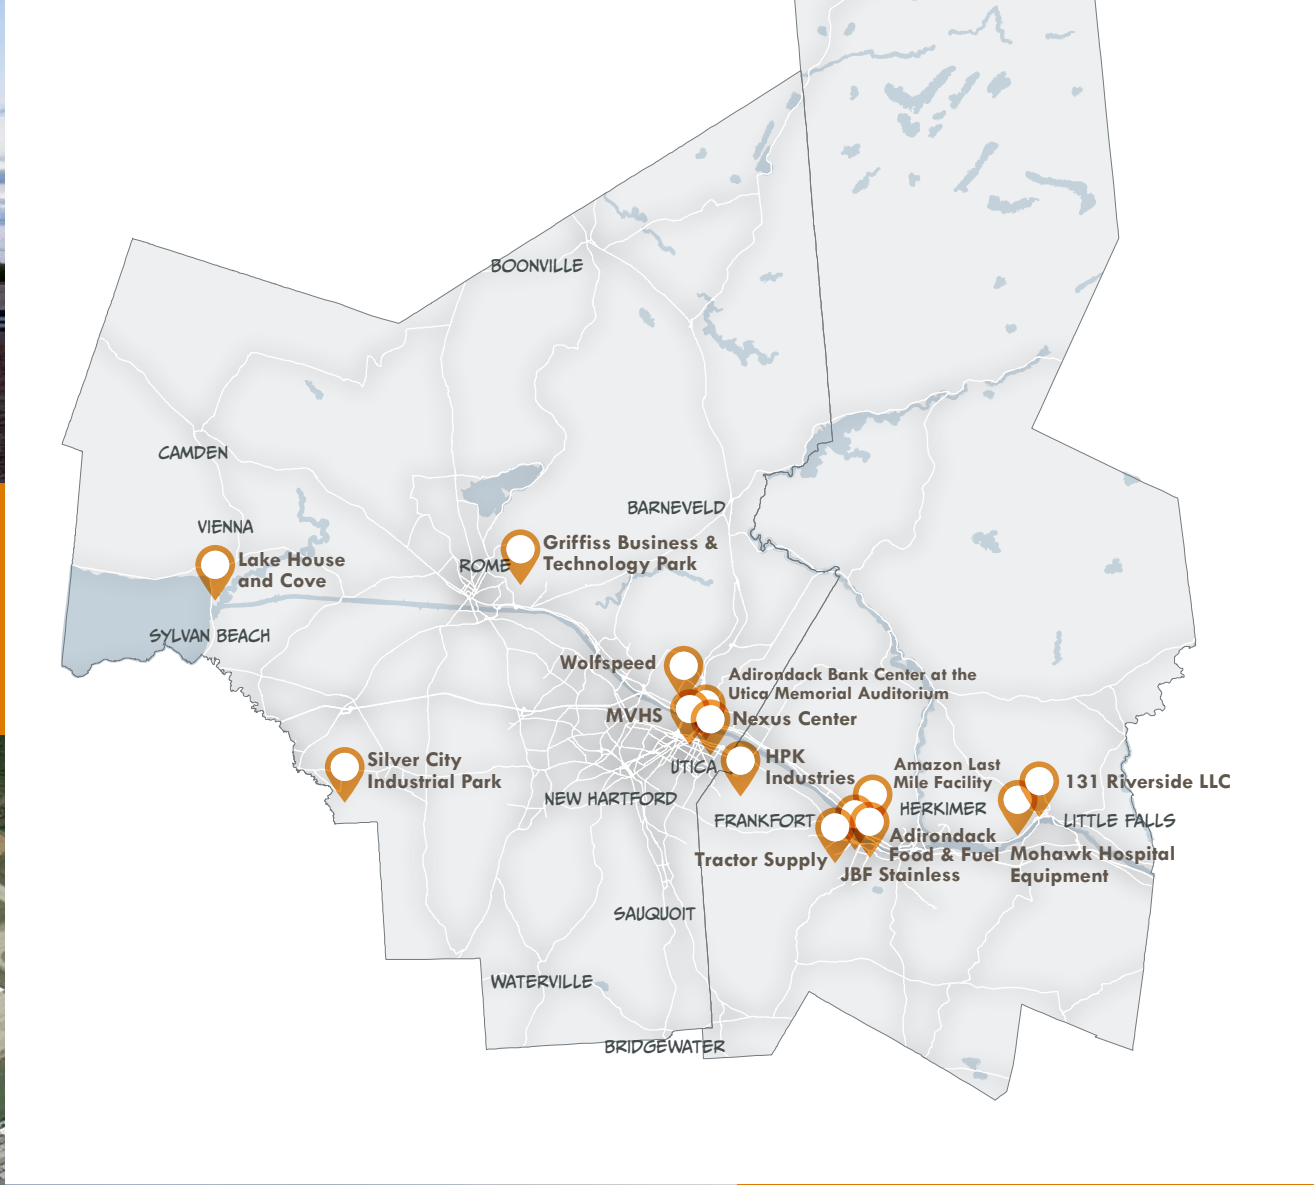 BOONVILLE
CAMDEN
BARNEVELD
VIENNA
Griffiss Business &
Technology Park
ROME
Lake House
and Cove
SYLVAN BEACH
Wolfspeed
Adirondack Bank Center at the
Utica Memorial Auditorium
MVHS
Nexus Center
Silver City
Industrial Park
UTICA
HPK
Industries
Amazon Last
Mile Facility
131 Riverside LLC
NEW HARTFORD
HERKIMER
FRANKFORT
LITTLE FALLS
Adirondack
Food & Fuel
Tractor Supply
JBF Stainless
Mohawk Hospital
Equipment
SAUQUOIT
WATERVILLE
BRIDGEWATER